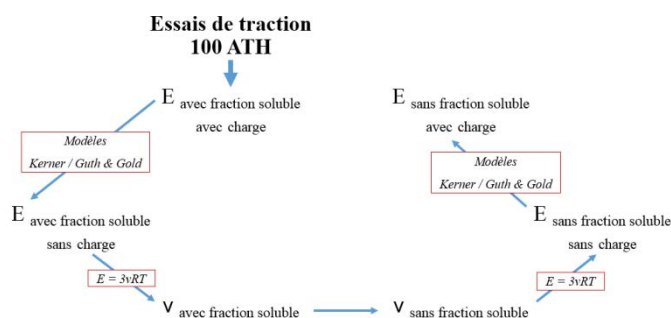 Essais de traction
100 ATH
E avec fraction soluble
avec charge
E sans fraction soluble
avec charge
Modèles
Kerner / Guth & Gold
Modèles
Kerner / Guth & Gold
E avec fraction soluble
sans charge
E sans fraction soluble
sans charge
E = 3νRT
E = 3νRT
ν avec fraction soluble
ν sans fraction soluble